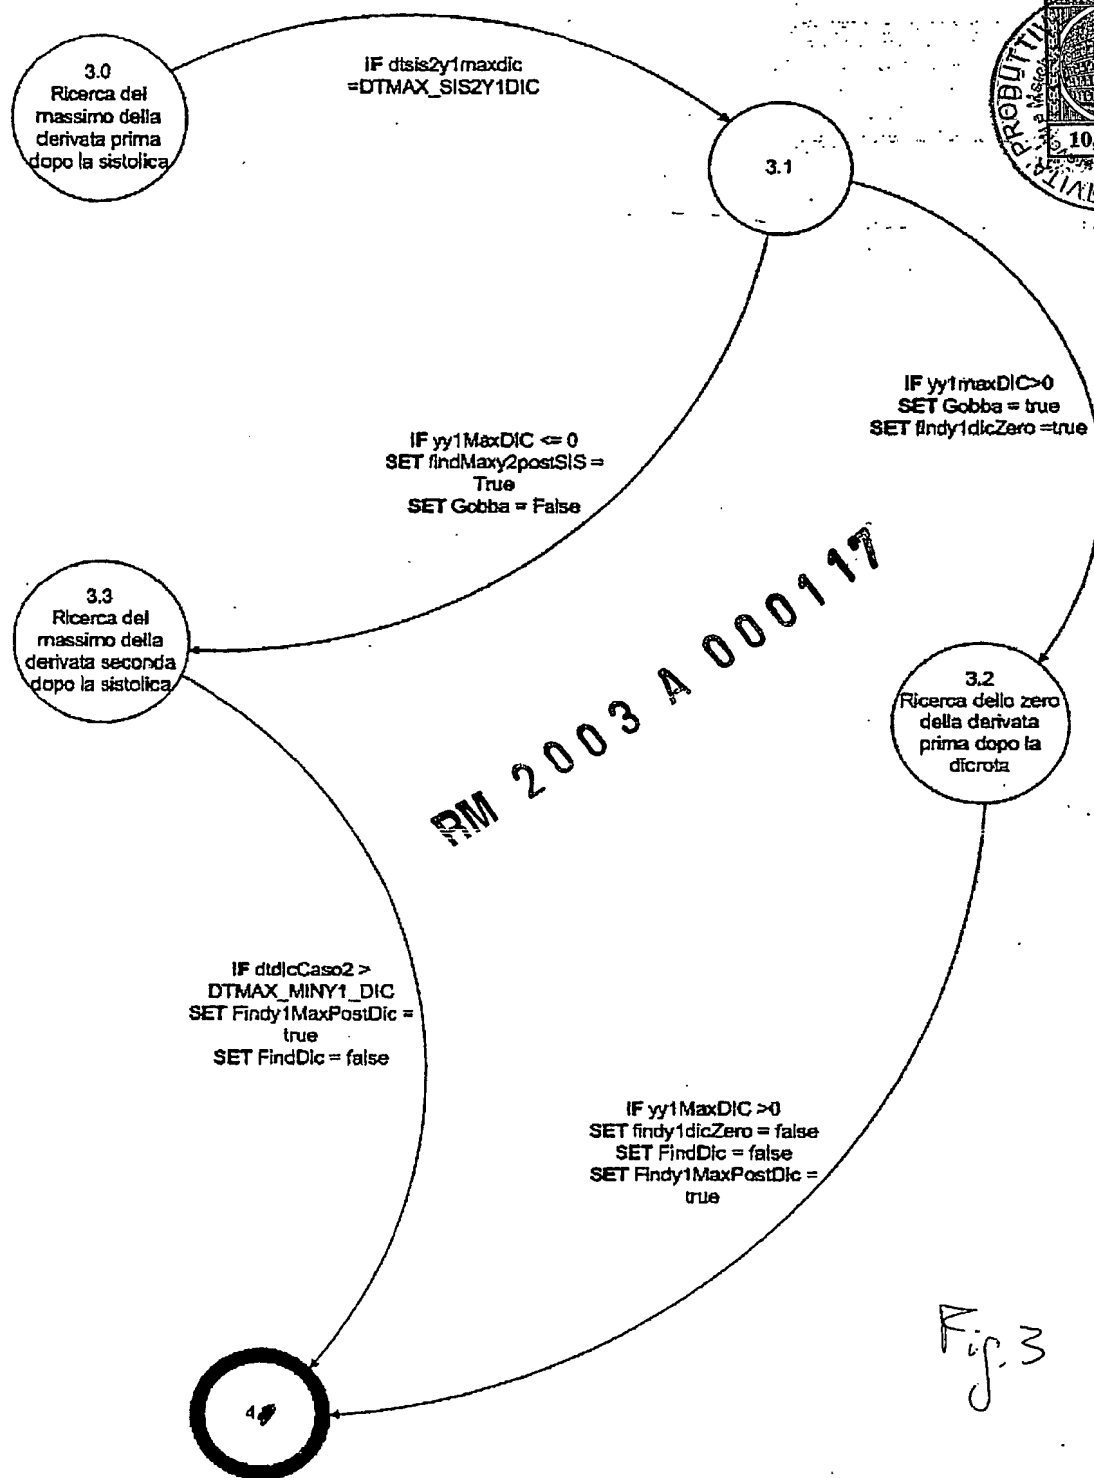 3.0
Ricerca del
massimo della
derivata prima
dopo la sistolica
IF dtsis2y1maxdic
=DTMAX_SIS2Y1DIC
3.1
PRODUTTIV
10,
IF yy1maxDIC>0
SET Gobba = true
SET findy1dicZero =true
IF yy1MaxDIC <= 0
SET findMaxy2postSIS =
True
SET Gobba = False
3.3
Ricerca del
massimo della
derivata seconda
dopo la sistolica
RM 2003 A 000117
3.2
Ricerca dello zero
della derivata
prima dopo la
dicrota
IF dtdicCaso2 >
DTMAX_MINY1_DIC
SET Findy1MaxPostDic =
true
SET FindDic = false
IF yy1MaxDIC >0
SET findy1dicZero = false
SET FindDic = false
SET Findy1MaxPostDic =
true
4
Fig. 3